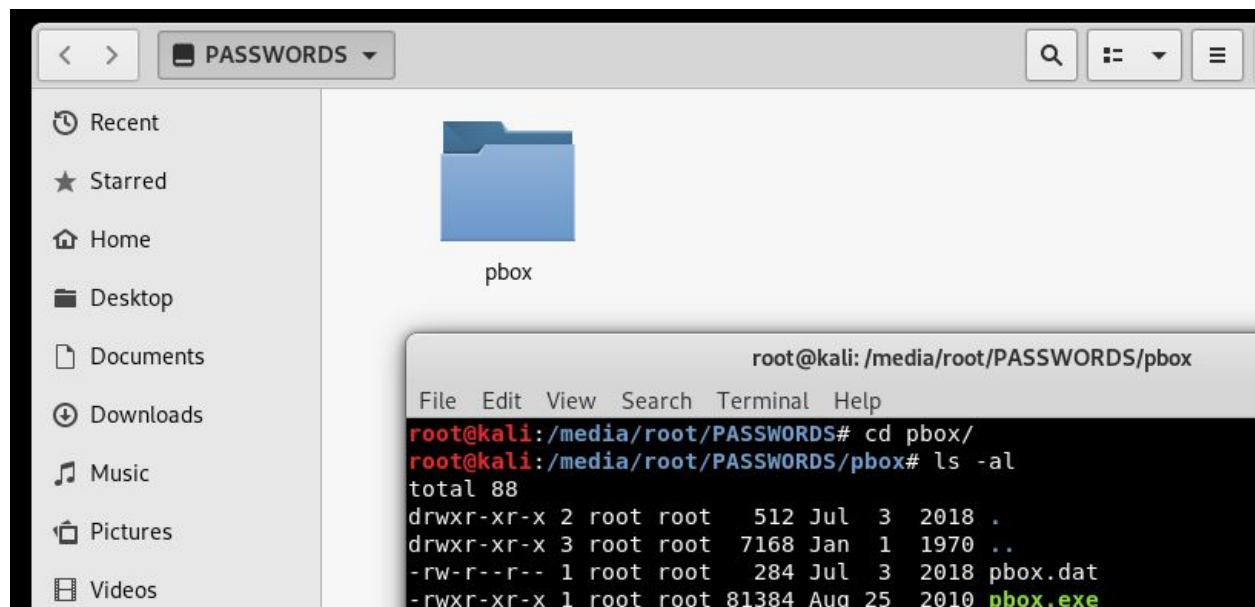 PASSWORDS
Recent
Starred
Home
Desktop
Documents
Downloads
Music
Pictures
Videos
pbox
root@kali: /media/root/PASSWORDS/pbox
File Edit View Search Terminal Help
root@kali:/media/root/PASSWORDS# cd pbox/
root@kali:/media/root/PASSWORDS/pbox# ls -al
total 88
drwxr-xr-x 2 root root   512 Jul  3  2018 .
drwxr-xr-x 3 root root  7168 Jan  1  1970 ..
-rw-r--r-- 1 root root   284 Jul  3  2018 pbox.dat
-rwxr-xr-x 1 root root 81384 Aug 25  2010 pbox.exe